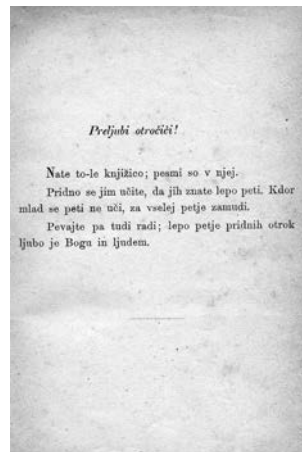 Preljubi otročiči!
Nate to-le knjižico; pesmi so v njej.
Pridno se jim učite, da jih znate lepo peti. Kdor
mlad se peti ne uči, za vselej petje zamudi.
Pevajte pa tudi radi; lepo petje pridnih otrok
ljubo je Bogu in ljudem.